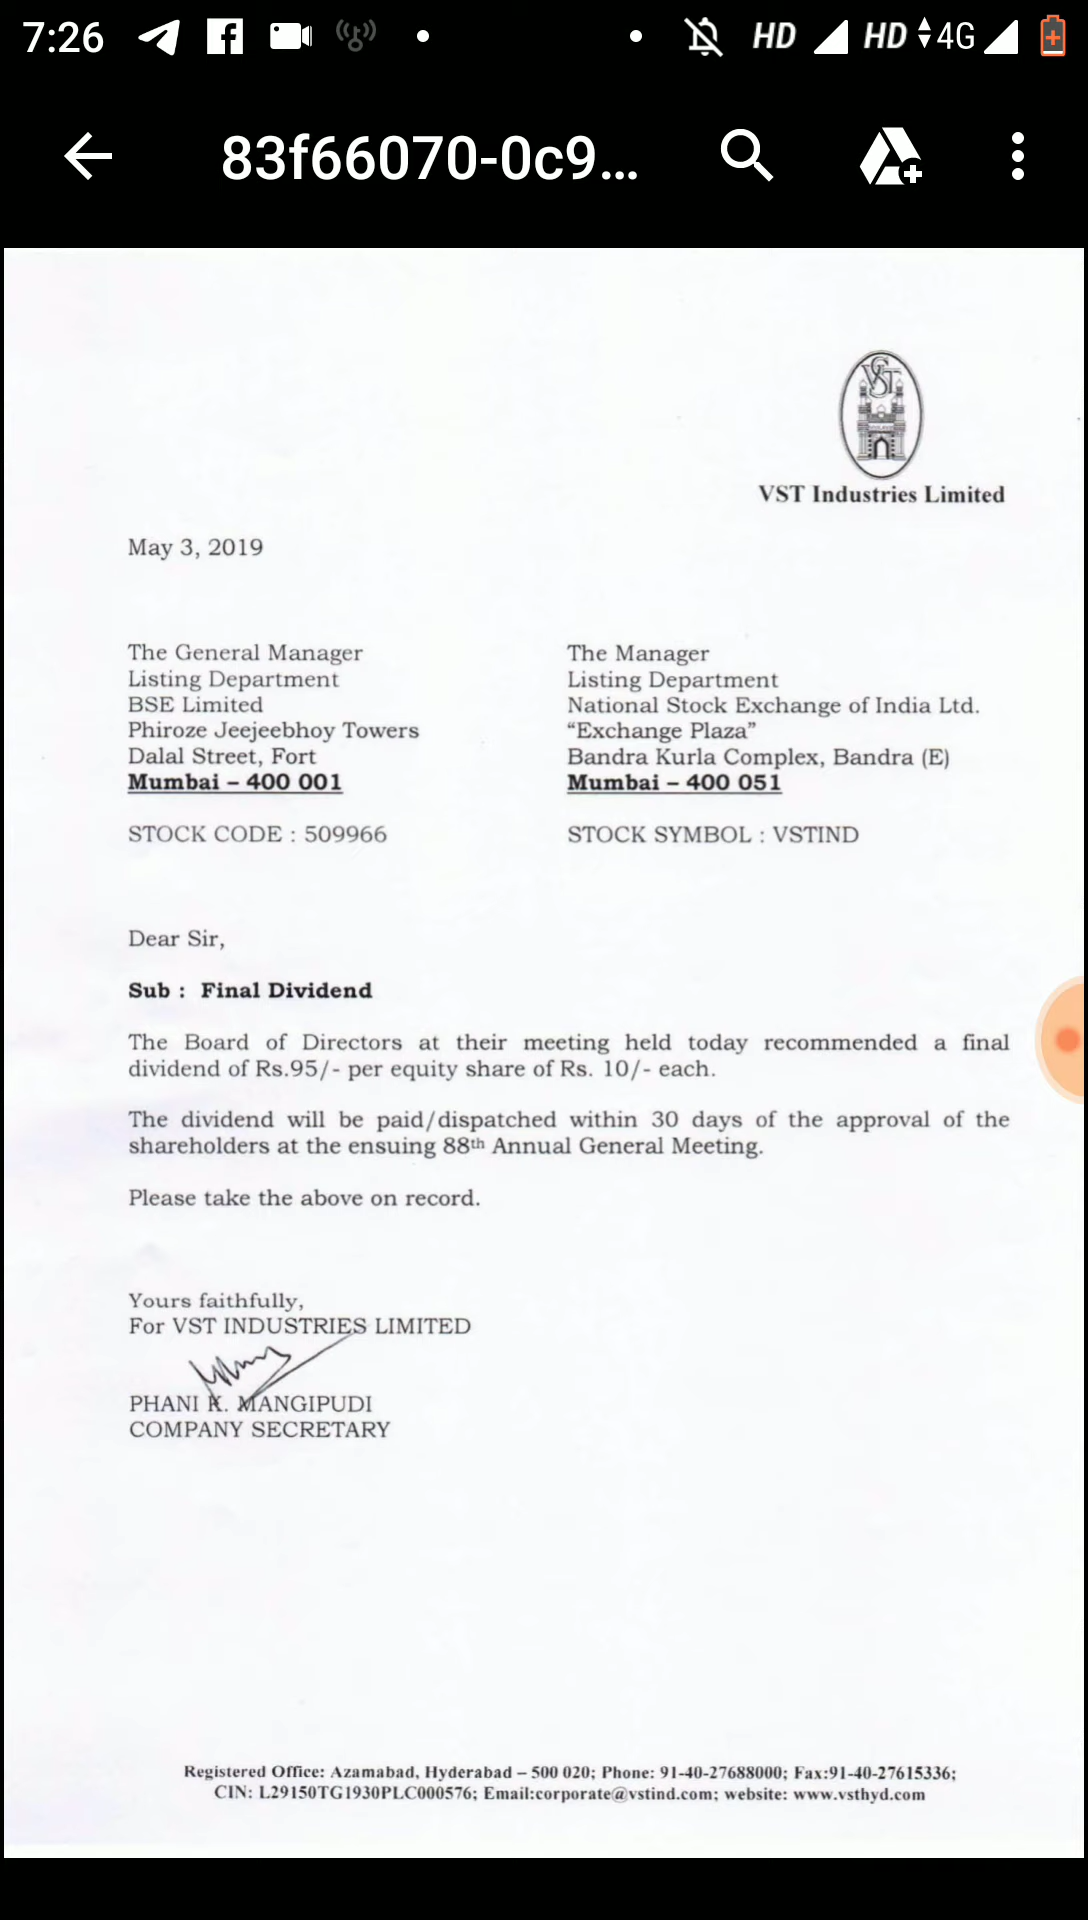 7:26
HD HD 4G
83f66070-0c9...
VST
VST Industries Limited
May 3, 2019
The General Manager
Listing Department
BSE Limited
Phiroze Jeejeebhoy Towers
Dalal Street, Fort
Mumbai – 400 001
STOCK CODE : 509966
The Manager
Listing Department
National Stock Exchange of India Ltd.
“Exchange Plaza”
Bandra Kurla Complex, Bandra (E)
Mumbai – 400 051
STOCK SYMBOL : VSTIND
Dear Sir,
Sub : Final Dividend
The Board of Directors at their meeting held today recommended a final
dividend of Rs.95/- per equity share of Rs. 10/- each.
The dividend will be paid/dispatched within 30 days of the approval of the
shareholders at the ensuing 88th Annual General Meeting.
Please take the above on record.
Yours faithfully,
For VST INDUSTRIES LIMITED
PHANI K. MANGIPUDI
COMPANY SECRETARY
Registered Office: Azamabad, Hyderabad – 500 020; Phone: 91-40-27688000; Fax:91-40-27615336;
CIN: L29150TG1930PLC000576; Email:corporate@vstind.com; website: www.vsthyd.com